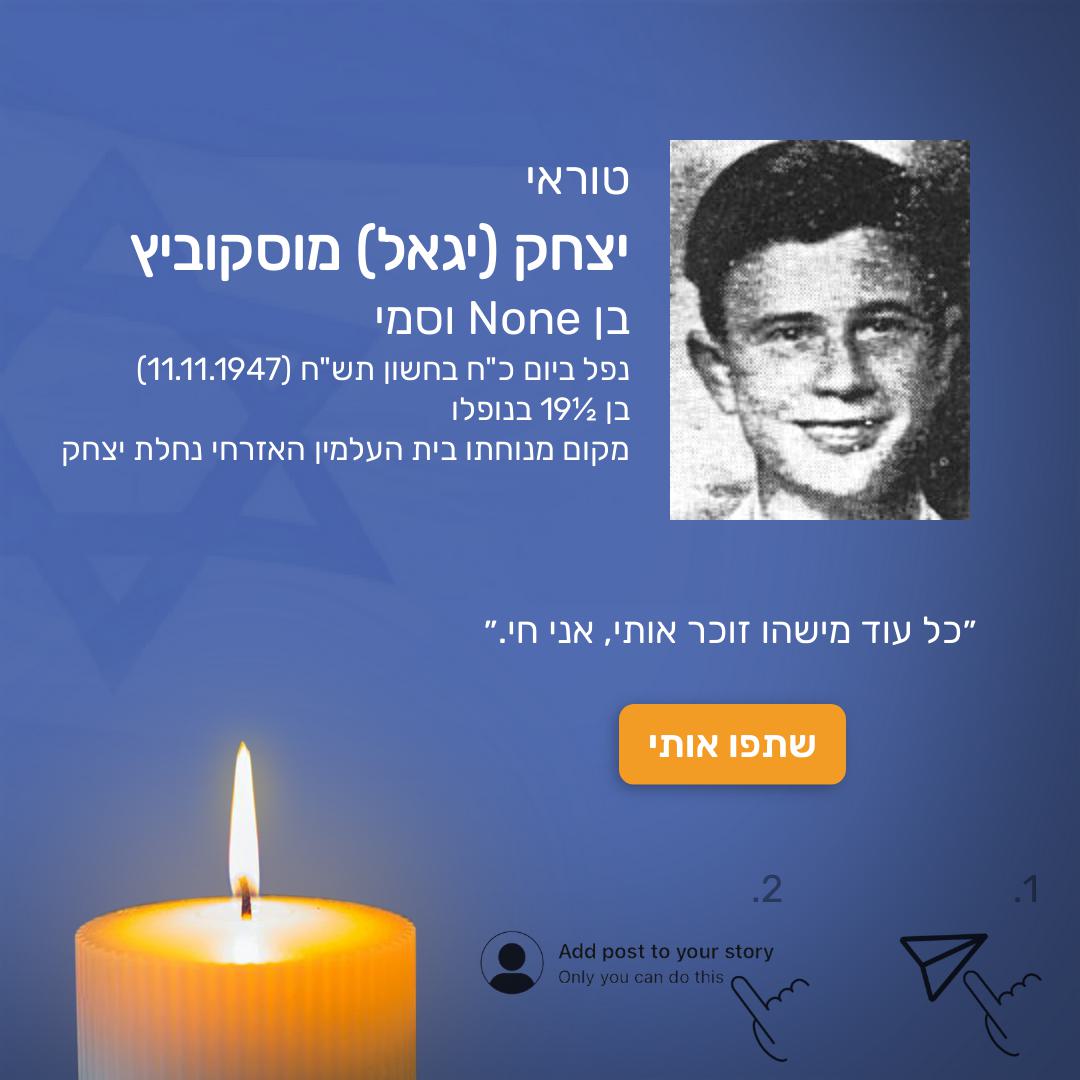 טוראי
יצחק (יגאל) מוסקוביץ
בן None וסמי
נפל ביום כ"ח בחשון תש"ח (11.11.1947)
בן 19½ בנופלו
מקום מנוחתו בית העלמין האזרחי נחלת יצחק
״כל עוד מישהו זוכר אותי, אני חי.״
שתפו אותי
.1
.2
Add post to your story
Only you can do this